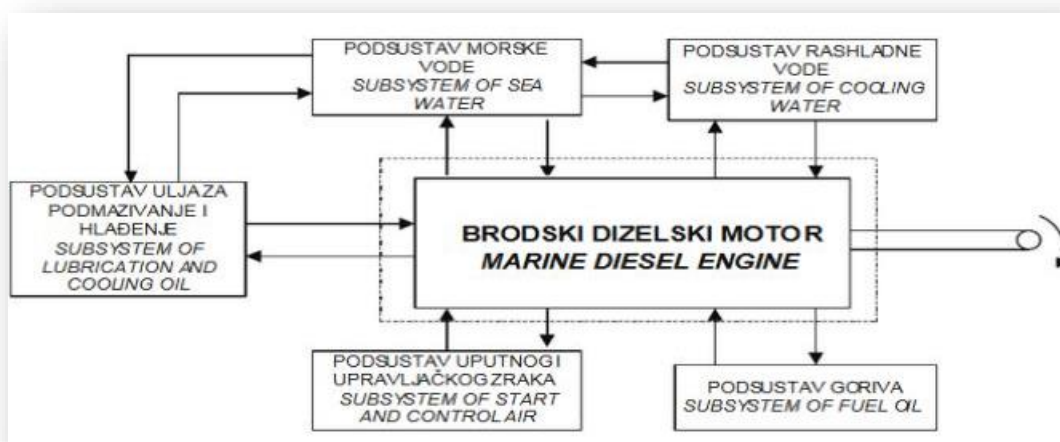 PODSUSTAV MORSKE
VODE
SUBSYSTEM OF SEA
WATER
PODSUSTAV RASHLADNE
VODE
SUBSYSTEM OF COOLING
WATER
PODSUSTAV ULJAZA
PODMAZIVANJE I
HLAĐENJE
SUBSYSTEM OF
LUBRICATION AND
COOLING OIL
BRODSKI DIZELSKI MOTOR
MARINE DIESEL ENGINE
PODSUSTAV UPUTNOG I
UPRAVLJAČKOG ZRAKA
SUBSYSTEM OF START
AND CONTROL AIR
PODSUSTAV GORIVA
SUBSYSTEM OF FUEL OIL